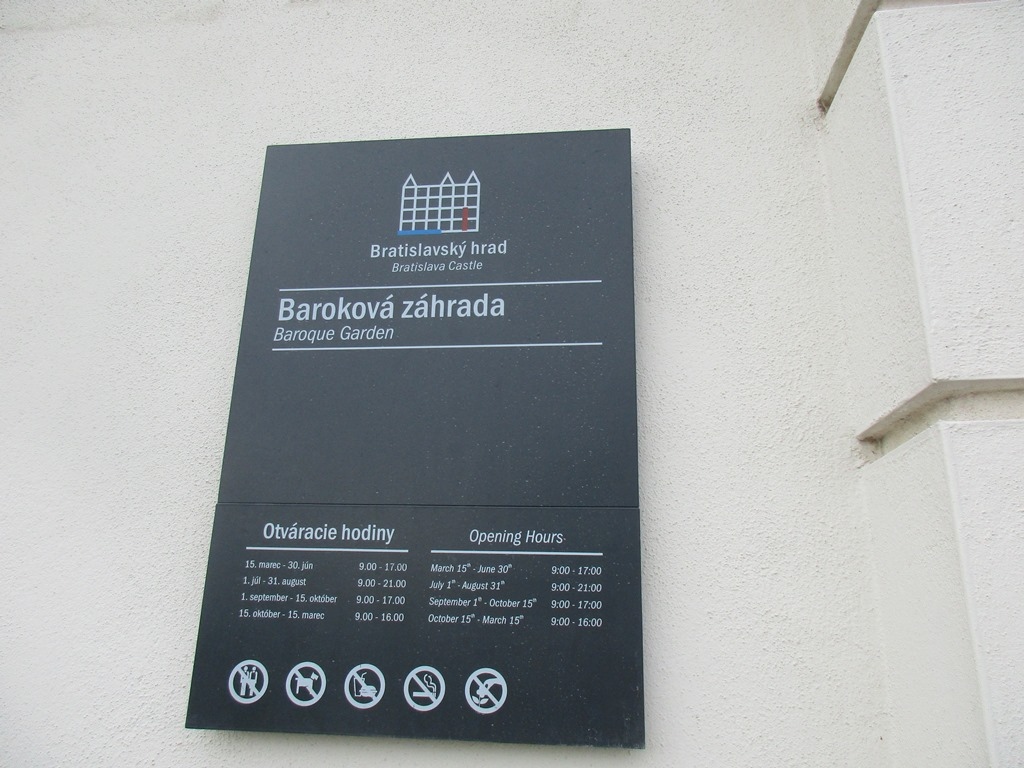 Bratislavský hrad
Bratislava Castle
Baroková záhrada
Baroque Garden
Otváracie hodiny
15. marec - 30. jún 9.00 - 17.00
1. júl - 31. august 9.00 - 21.00
1. september - 15. október 9.00 - 17.00
15. október - 15. marec 9.00 - 16.00
Opening Hours
March 15th - June 30th 9:00 - 17:00
July 1st - August 31th 9:00 - 21:00
September 1st - October 15th 9:00 - 17:00
October 15th - March 15th 9:00 - 16:00